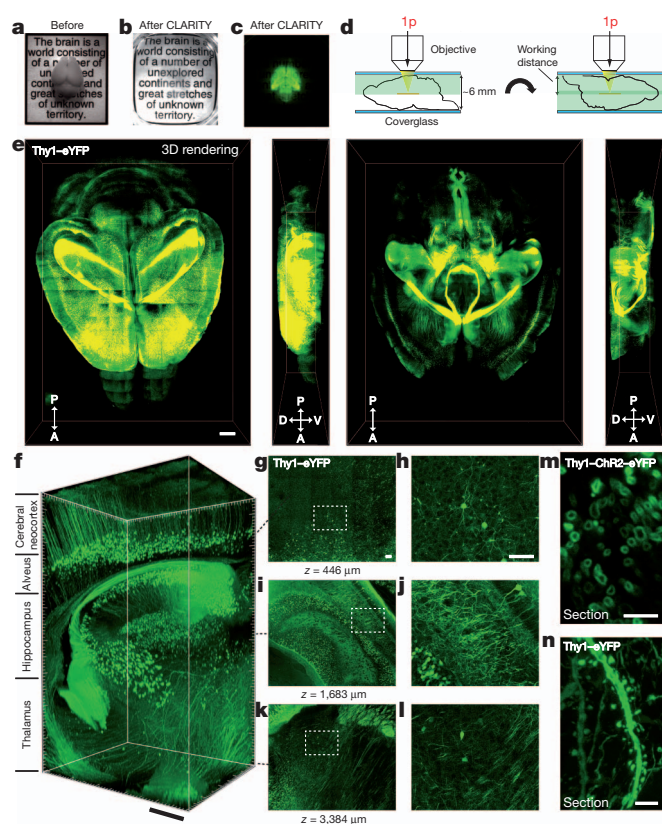 a
Before
The brain is a
world consisting
of a number of
continents and
great stretches
of unknown
territory.
b
After CLARITY
The brain is a
world consisting
of a number of
unexplored
continents and
great stretches
of unknown
territory.
c
After CLARITY
d
1p
Objective
Working
distance
1p
~6 mm
Coverglass
e
Thy1–eYFP
3D rendering
P
A
P
D
V
A
P
A
P
D
V
A
f
Cerebral
neocortex
Alveus
Hippocampus
Thalamus
g
Thy1–eYFP
z = 446 μm
h
i
z = 1,683 μm
j
k
z = 3,384 μm
l
m
Thy1–ChR2–eYFP
Section
n
Thy1–eYFP
Section